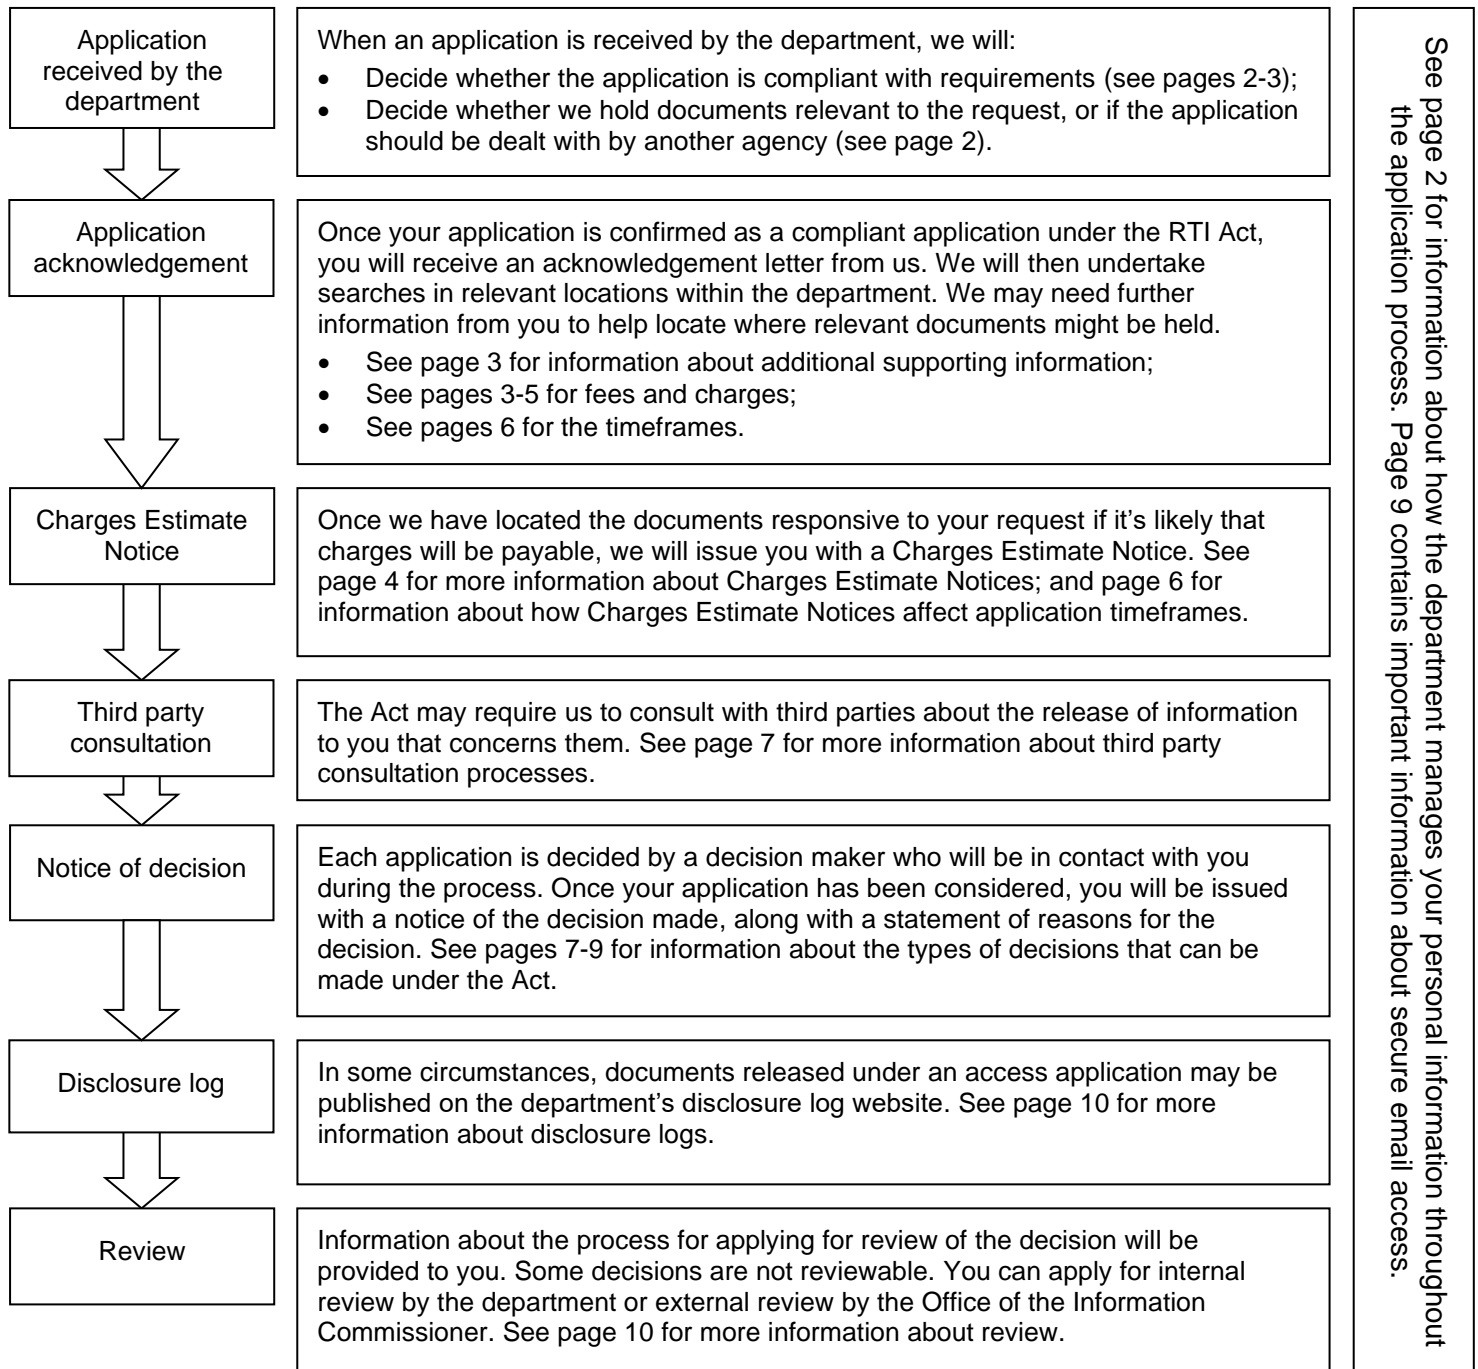 Application
received by the
department
When an application is received by the department, we will:
• Decide whether the application is compliant with requirements (see pages 2-3);
• Decide whether we hold documents relevant to the request, or if the application
should be dealt with by another agency (see page 2).
Application
acknowledgement
Once your application is confirmed as a compliant application under the RTI Act,
you will receive an acknowledgement letter from us. We will then undertake
searches in relevant locations within the department. We may need further
information from you to help locate where relevant documents might be held.
• See page 3 for information about additional supporting information;
• See pages 3-5 for fees and charges;
• See pages 6 for the timeframes.
Charges Estimate
Notice
Once we have located the documents responsive to your request if it's likely that
charges will be payable, we will issue you with a Charges Estimate Notice. See
page 4 for more information about Charges Estimate Notices; and page 6 for
information about how Charges Estimate Notices affect application timeframes.
Third party
consultation
The Act may require us to consult with third parties about the release of information
to you that concerns them. See page 7 for more information about third party
consultation processes.
Notice of decision
Each application is decided by a decision maker who will be in contact with you
during the process. Once your application has been considered, you will be issued
with a notice of the decision made, along with a statement of reasons for the
decision. See pages 7-9 for information about the types of decisions that can be
made under the Act.
Disclosure log
In some circumstances, documents released under an access application may be
published on the department's disclosure log website. See page 10 for more
information about disclosure logs.
Review
Information about the process for applying for review of the decision will be
provided to you. Some decisions are not reviewable. You can apply for internal
review by the department or external review by the Office of the Information
Commissioner. See page 10 for more information about review.
See page 2 for information about how the department manages your personal information throughout
the application process. Page 9 contains important information about secure email access.